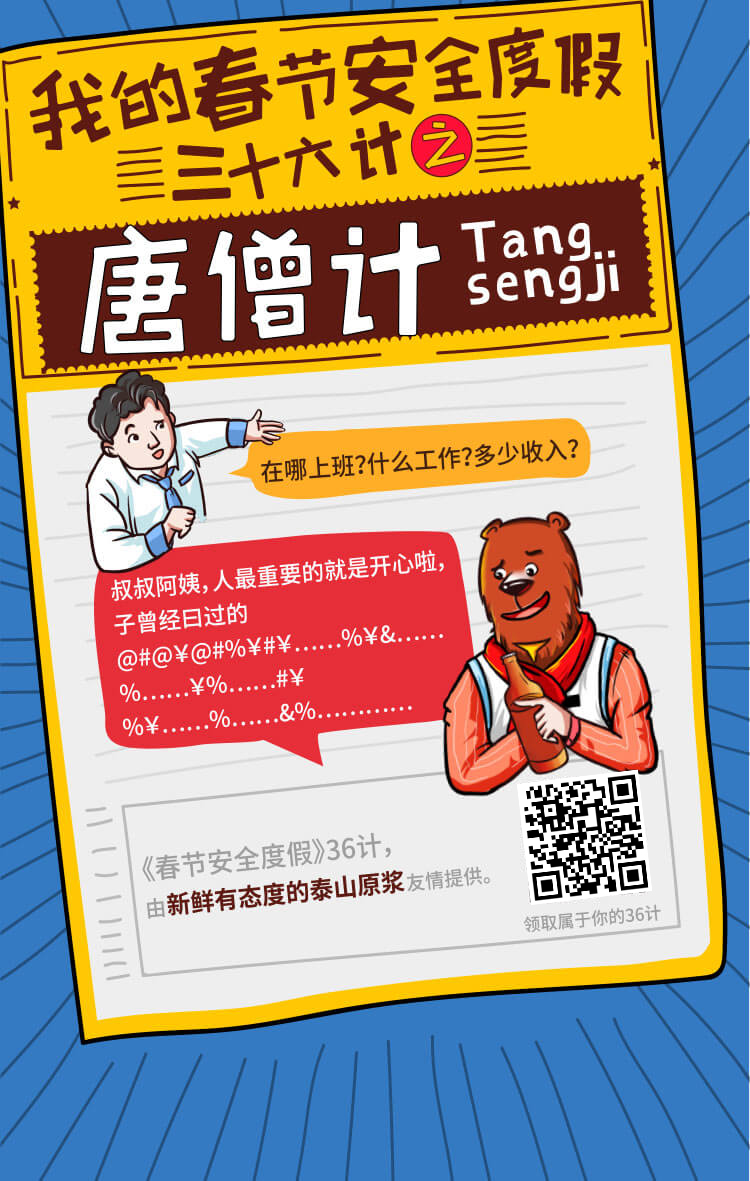 我的春节安全度假
三十六计之
唐僧计
Tang
sengji
在哪上班?什么工作?多少收入?
叔叔阿姨,人最重要的就是开心啦,
子曾经曰过的
@#@¥@#%¥#¥……%¥&……
%……¥%……#¥
%¥……%……&%…………
《春节安全度假》36计,
由新鲜有态度的泰山原浆友情提供。
领取属于你的36计